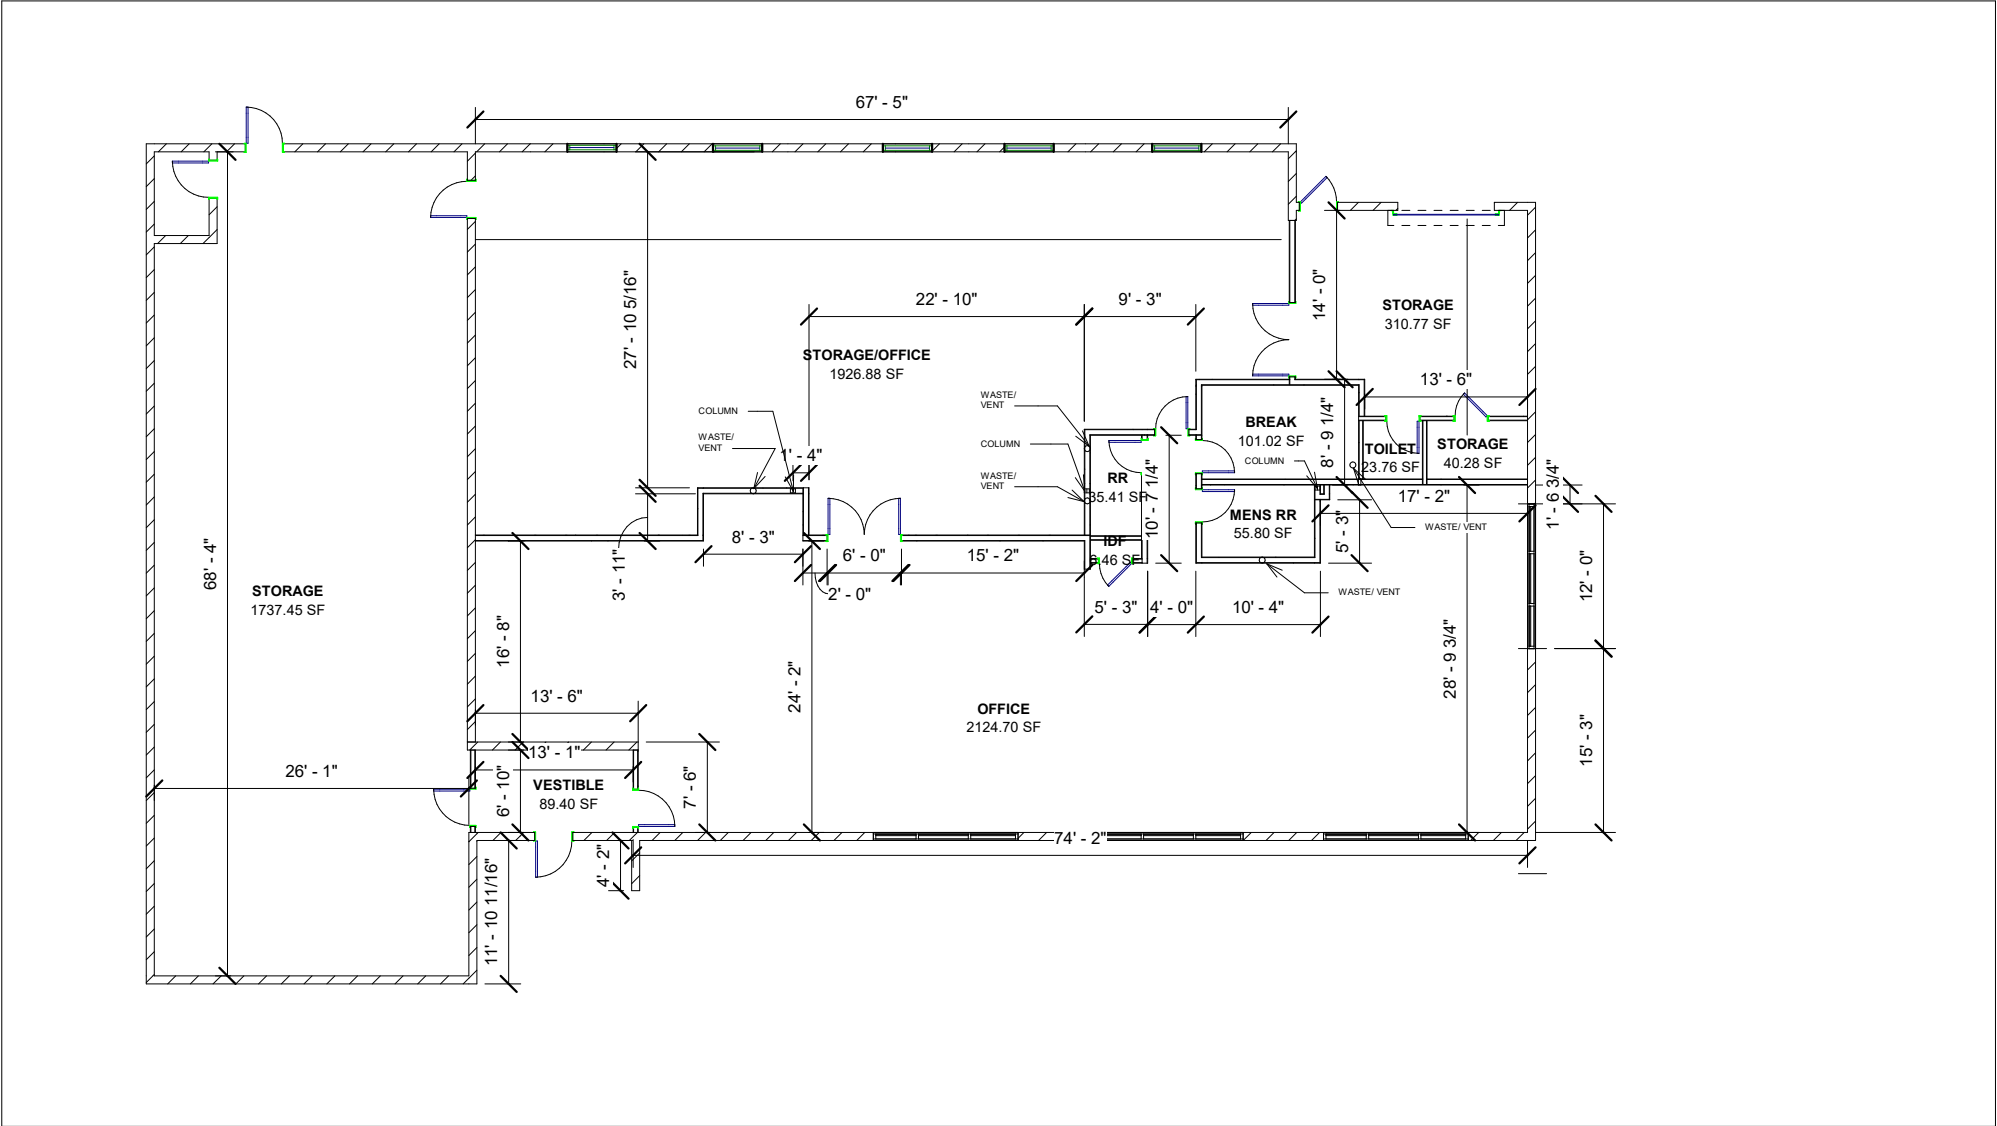 67' - 5"
27' - 10 5/16"
22' - 10"
9' - 3"
14' - 0"
STORAGE
310.77 SF
STORAGE/OFFICE
1926.88 SF
13' - 6"
WASTE/
VENT
COLUMN
WASTE/
VENT
1' - 4"
COLUMN
WASTE/
VENT
BREAK
101.02 SF
COLUMN
8' - 9 1/4"
TOILET
23.76 SF
STORAGE
40.28 SF
RR
35.41 SF
10' - 7 1/4"
MENS RR
55.80 SF
17' - 2"
1' - 6 3/4"
WASTE/ VENT
5' - 3"
8' - 3"
6' - 0"
15' - 2"
IDF
6.46 SF
3' - 11"
2' - 0"
WASTE/ VENT
12' - 0"
68' - 4"
STORAGE
1737.45 SF
5' - 3"
4' - 0"
10' - 4"
16' - 8"
24' - 2"
28' - 9 3/4"
13' - 6"
OFFICE
2124.70 SF
15' - 3"
13' - 1"
26' - 1"
6' - 10"
VESTIBLE
89.40 SF
7' - 6"
74' - 2"
4' - 2"
11' - 10 11/16"